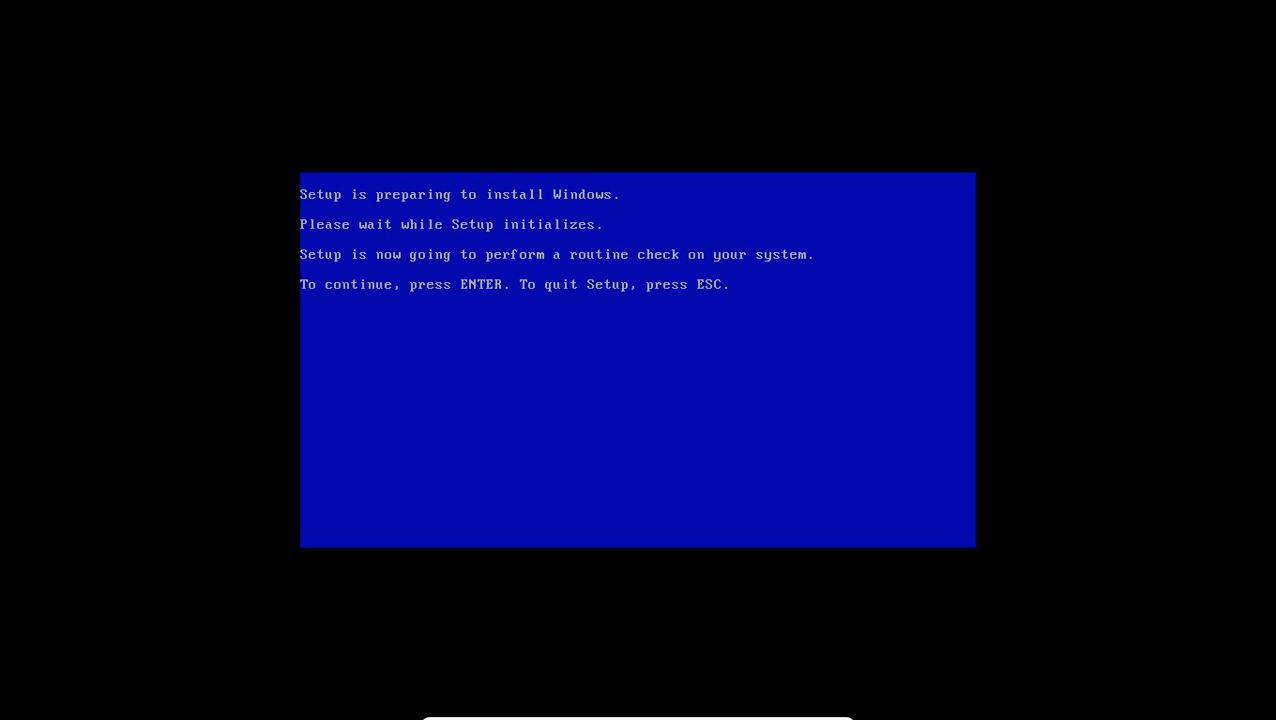 Setup is preparing to install Windows.
Please wait while Setup initializes.
Setup is now going to perform a routine check on your system.
To continue, press ENTER. To quit Setup, press ESC.